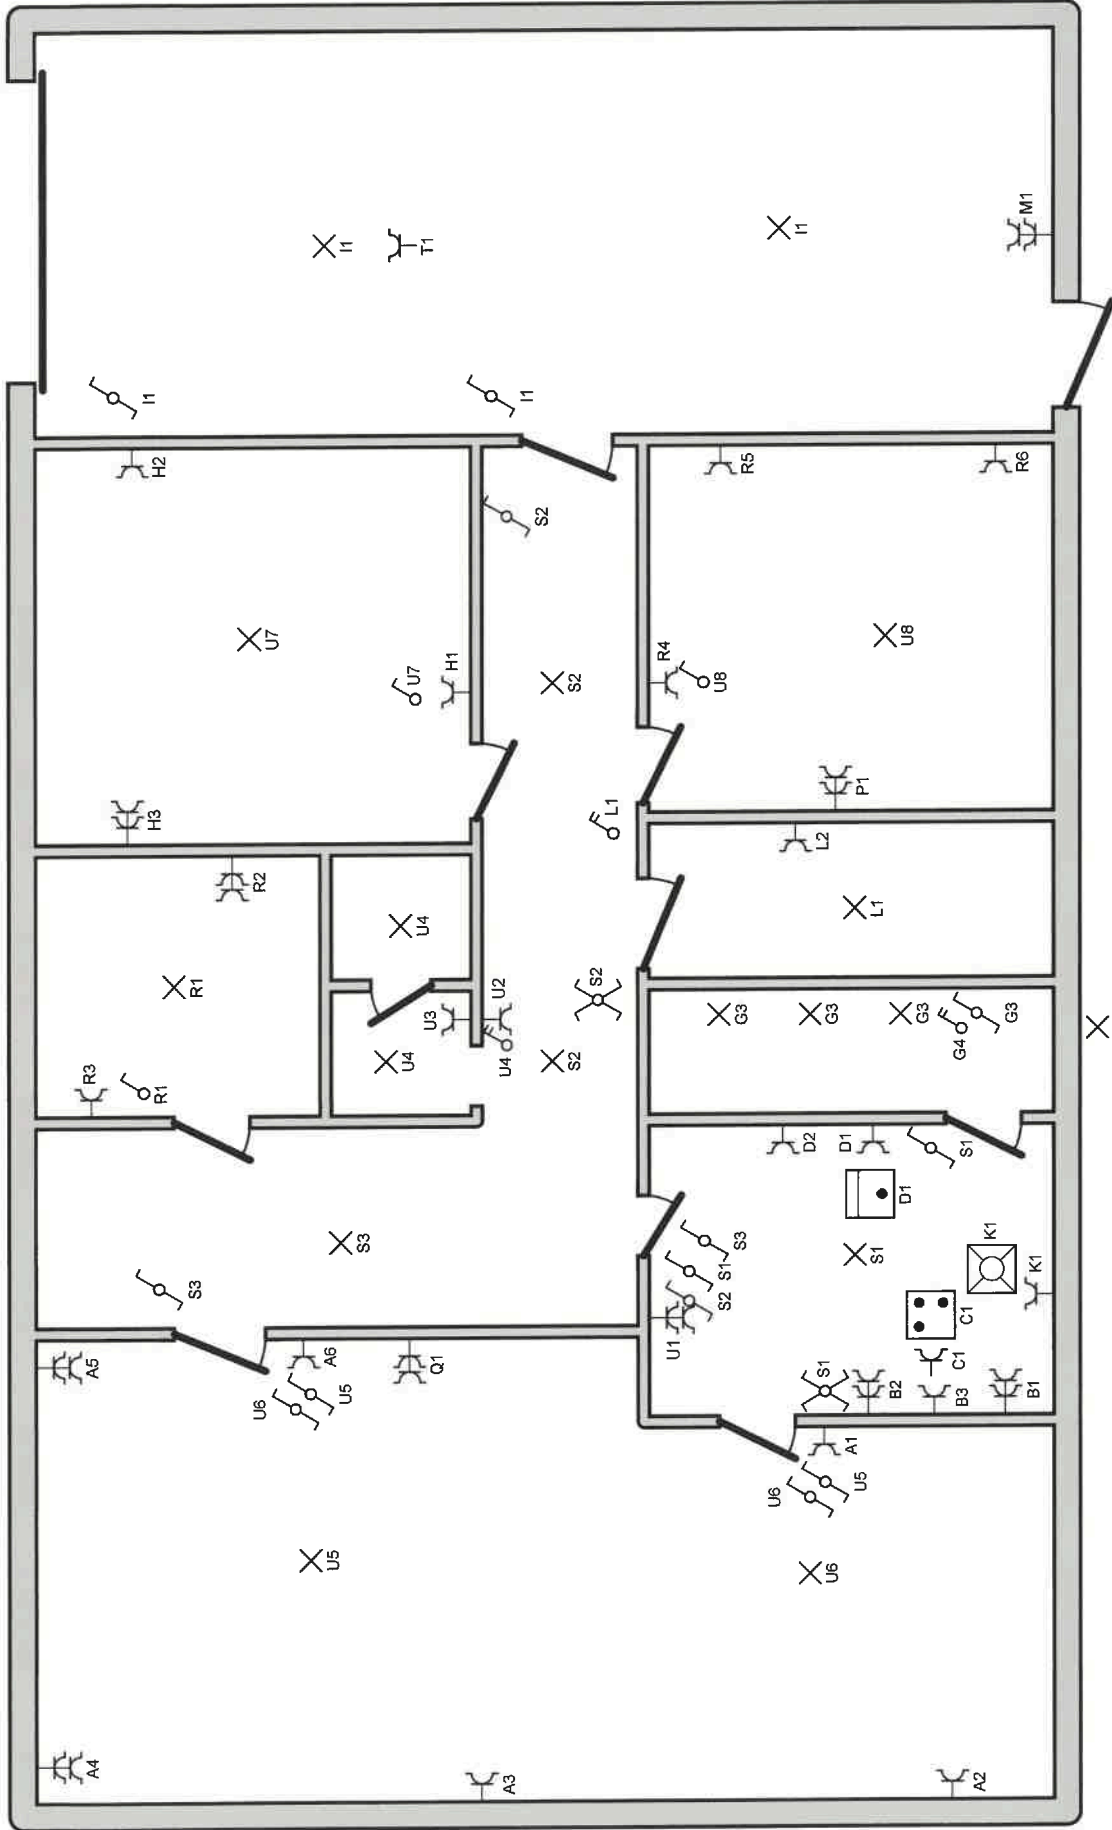 A4
A5
R3
R1
H3
H2
I1
S3
R1
U6
R2
U7
U5
A6
U5
I1
S3
U4
U4
U7
T1
Q1
U3
H1
A3
U4
U2
S2
I1
S2
S2
S2
L1
U1
R4
S2
S1
S3
G3
U8
R5
U6
I1
D2
L2
U6
A1
S1
G3
U5
D1
P1
S1
L1
B2
D1
G3
U8
A2
B3
C1
C1
S1
G4
K1
G3
R6
M1
B1
K1